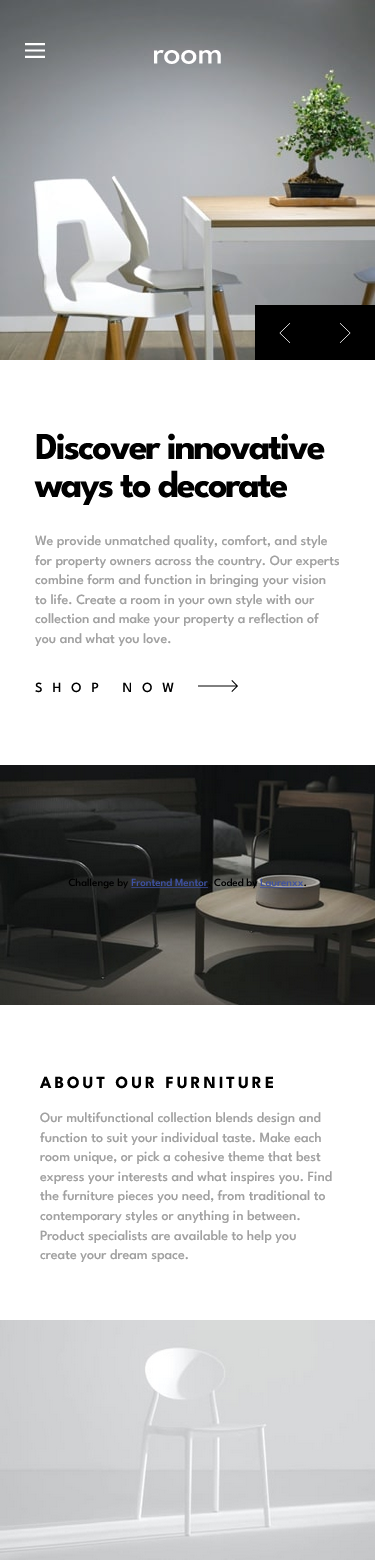 room
Discover innovative
ways to decorate
We provide unmatched quality, comfort, and style
for property owners across the country. Our experts
combine form and function in bringing your vision
to life. Create a room in your own style with our
collection and make your property a reflection of
you and what you love.
SHOP NOW
Challenge by Frontend Mentor. Coded by Lourenxx.
ABOUT OUR FURNITURE
Our multifunctional collection blends design and
function to suit your individual taste. Make each
room unique, or pick a cohesive theme that best
express your interests and what inspires you. Find
the furniture pieces you need, from traditional to
contemporary styles or anything in between.
Product specialists are available to help you
create your dream space.